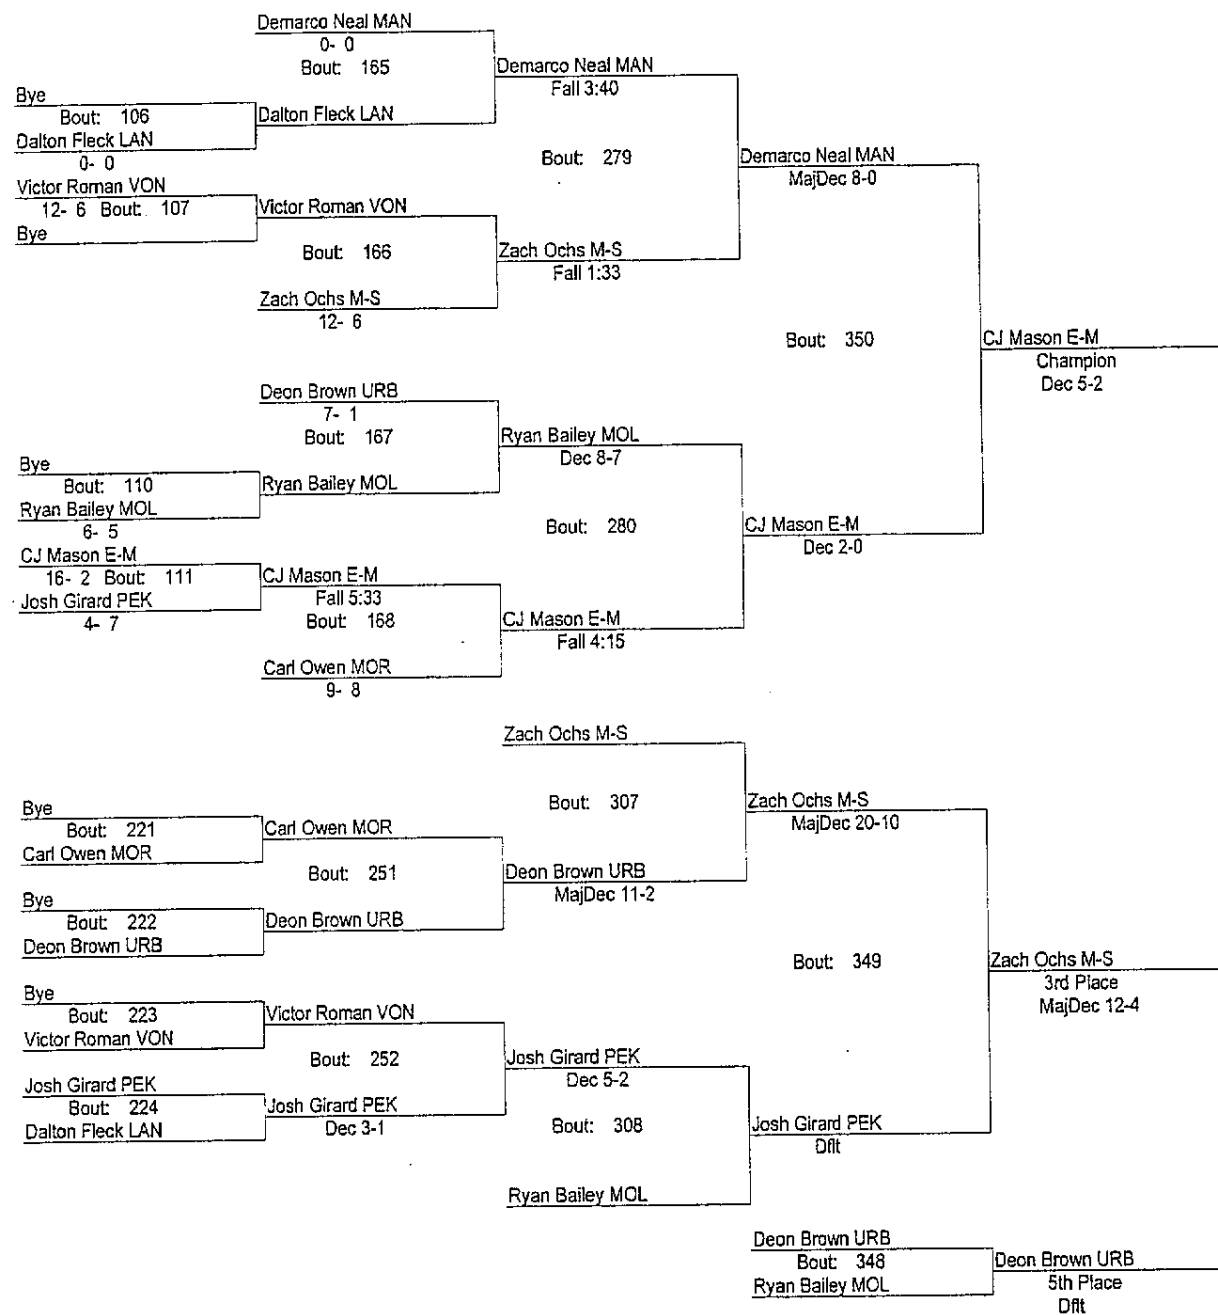 Demarco Neal MAN
0- 0
Bout: 165
Demarco Neal MAN
Fall 3:40
Bye
Bout: 106
Dalton Fleck LAN
Dalton Fleck LAN
0- 0
Bout: 279
Demarco Neal MAN
MajDec 8-0
Victor Roman VON
12- 6 Bout: 107
Bye
Victor Roman VON
Bout: 166
Zach Ochs M-S
Fall 1:33
Zach Ochs M-S
12- 6
Bout: 350
CJ Mason E-M
Champion
Dec 5-2
Deon Brown URB
7- 1
Bout: 167
Ryan Bailey MOL
Dec 8-7
Bye
Bout: 110
Ryan Bailey MOL
Ryan Bailey MOL
6- 5
Bout: 280
CJ Mason E-M
Dec 2-0
CJ Mason E-M
16- 2 Bout: 111
Josh Girard PEK
4- 7
CJ Mason E-M
Fall 5:33
Bout: 168
CJ Mason E-M
Fall 4:15
Carl Owen MOR
9- 8
Zach Ochs M-S
Bout: 307
Zach Ochs M-S
MajDec 20-10
Bye
Bout: 221
Carl Owen MOR
Carl Owen MOR
Bout: 251
Deon Brown URB
MajDec 11-2
Bye
Bout: 222
Deon Brown URB
Deon Brown URB
Bout: 349
Zach Ochs M-S
3rd Place
MajDec 12-4
Bye
Bout: 223
Victor Roman VON
Victor Roman VON
Bout: 252
Josh Girard PEK
Dec 5-2
Josh Girard PEK
Bout: 224
Dalton Fleck LAN
Josh Girard PEK
Dec 3-1
Bout: 308
Josh Girard PEK
Dflt
Ryan Bailey MOL
Deon Brown URB
Bout: 348
Ryan Bailey MOL
Deon Brown URB
5th Place
Dflt